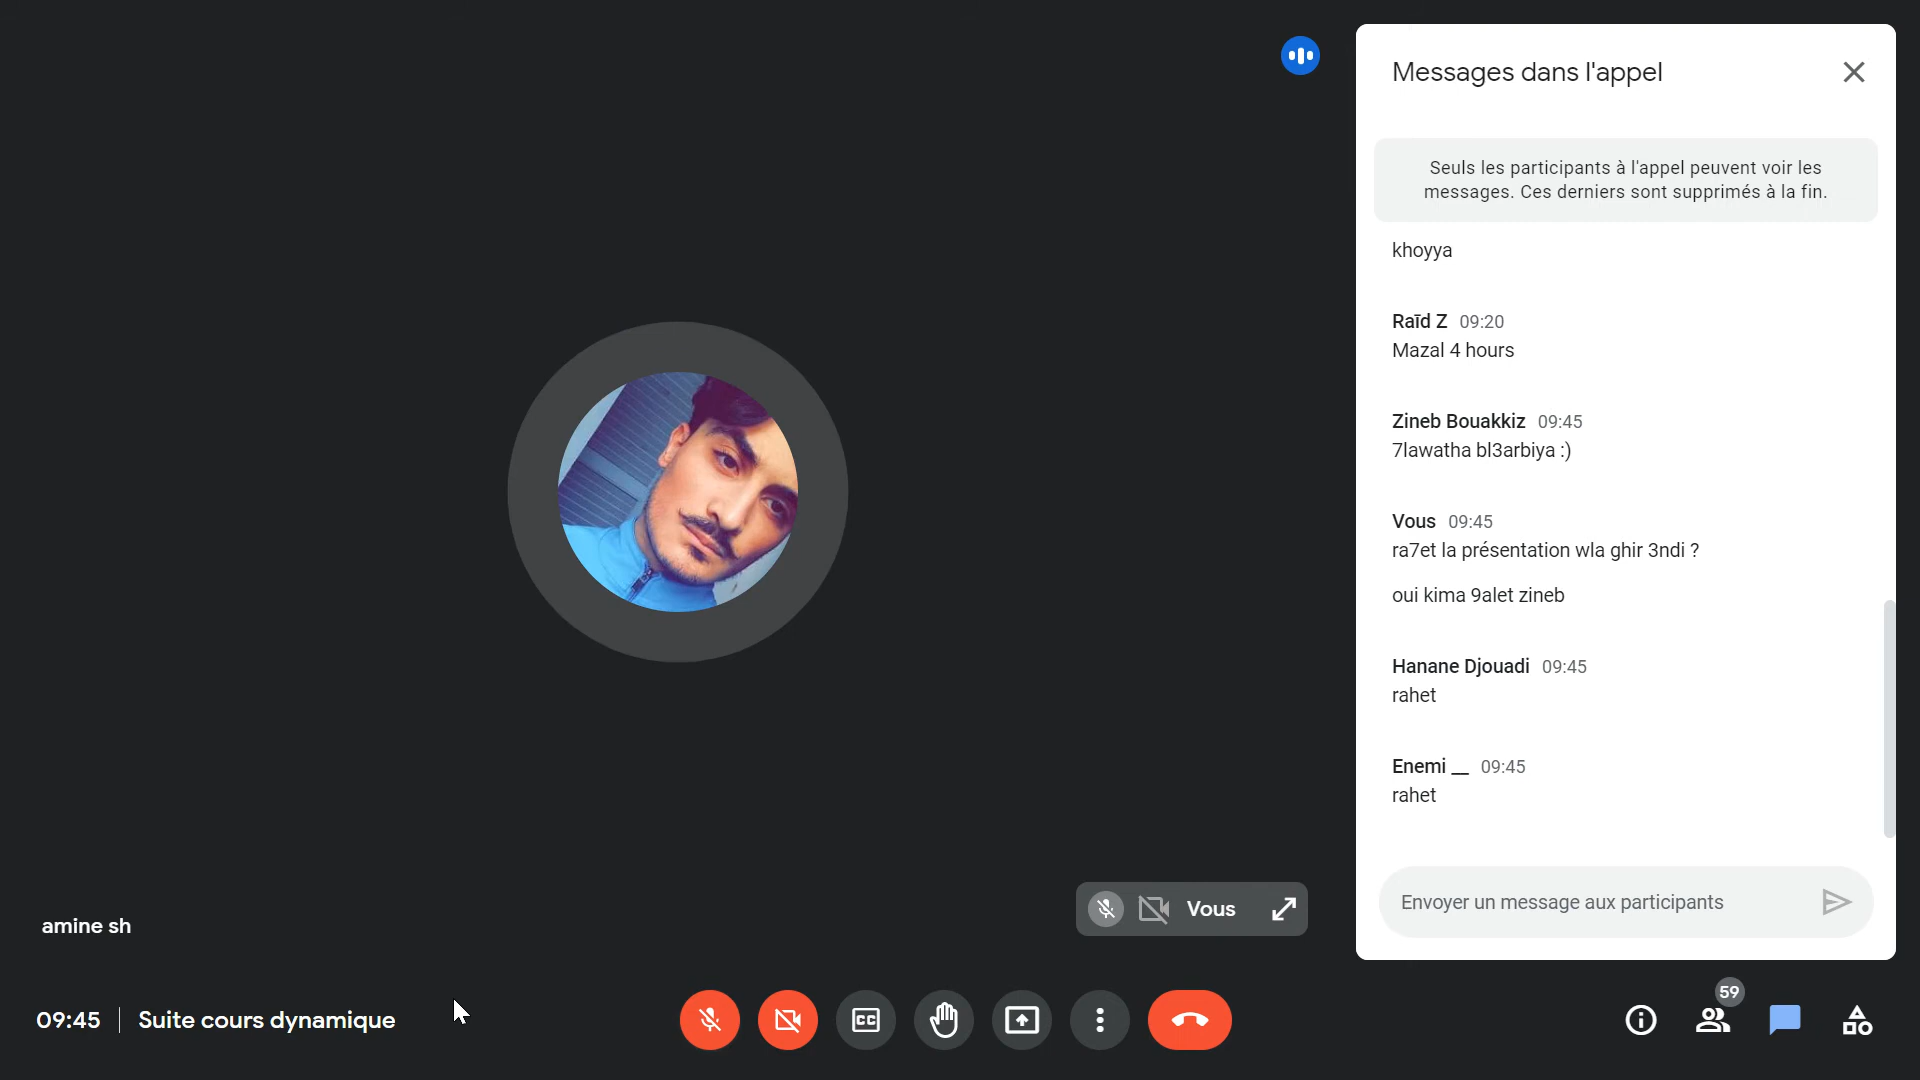 Messages dans l'appel
Seuls les participants à l'appel peuvent voir les
messages. Ces derniers sont supprimés à la fin.
khoyya
Raīd Z 09:20
Mazal 4 hours
Zineb Bouakkiz 09:45
7lawatha bl3arbiya :)
Vous 09:45
ra7et la présentation wla ghir 3ndi ?
oui kima 9alet zineb
Hanane Djouadi 09:45
rahet
Enemi __ 09:45
rahet
Envoyer un message aux participants
Vous
amine sh
09:45 | Suite cours dynamique
CC
59